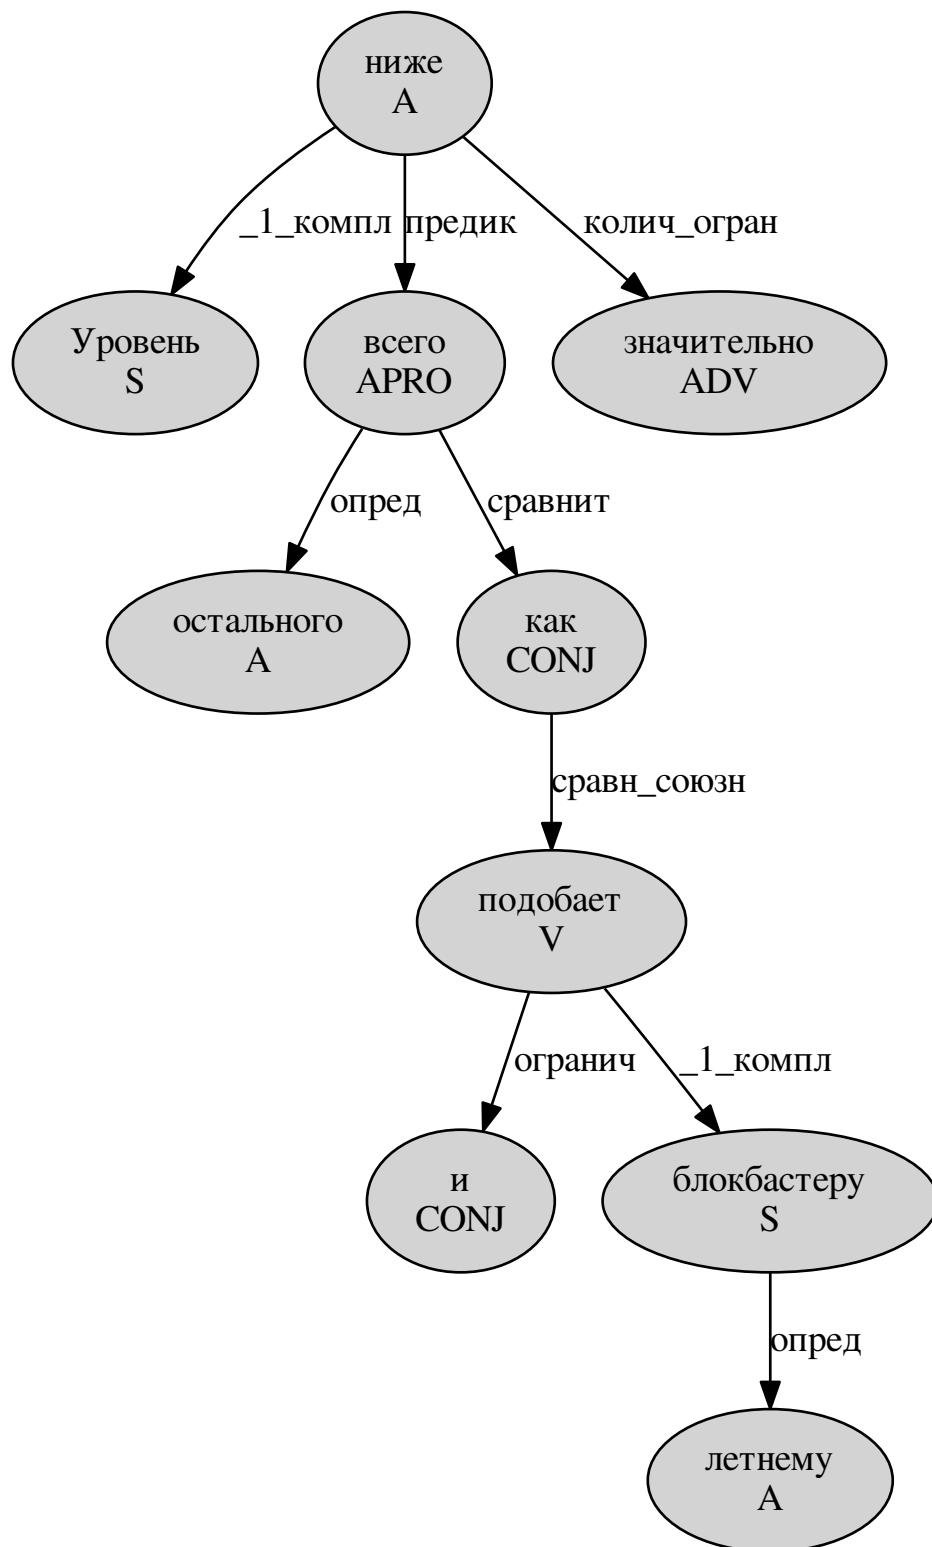 ниже
A
_1_компл
предик
колич_огран
Уровень
S
всего
APRO
значительно
ADV
опред
сравнит
остального
A
как
CONJ
сравн_союзн
подобает
V
огранич
_1_компл
и
CONJ
блокбастеру
S
опред
летнему
A